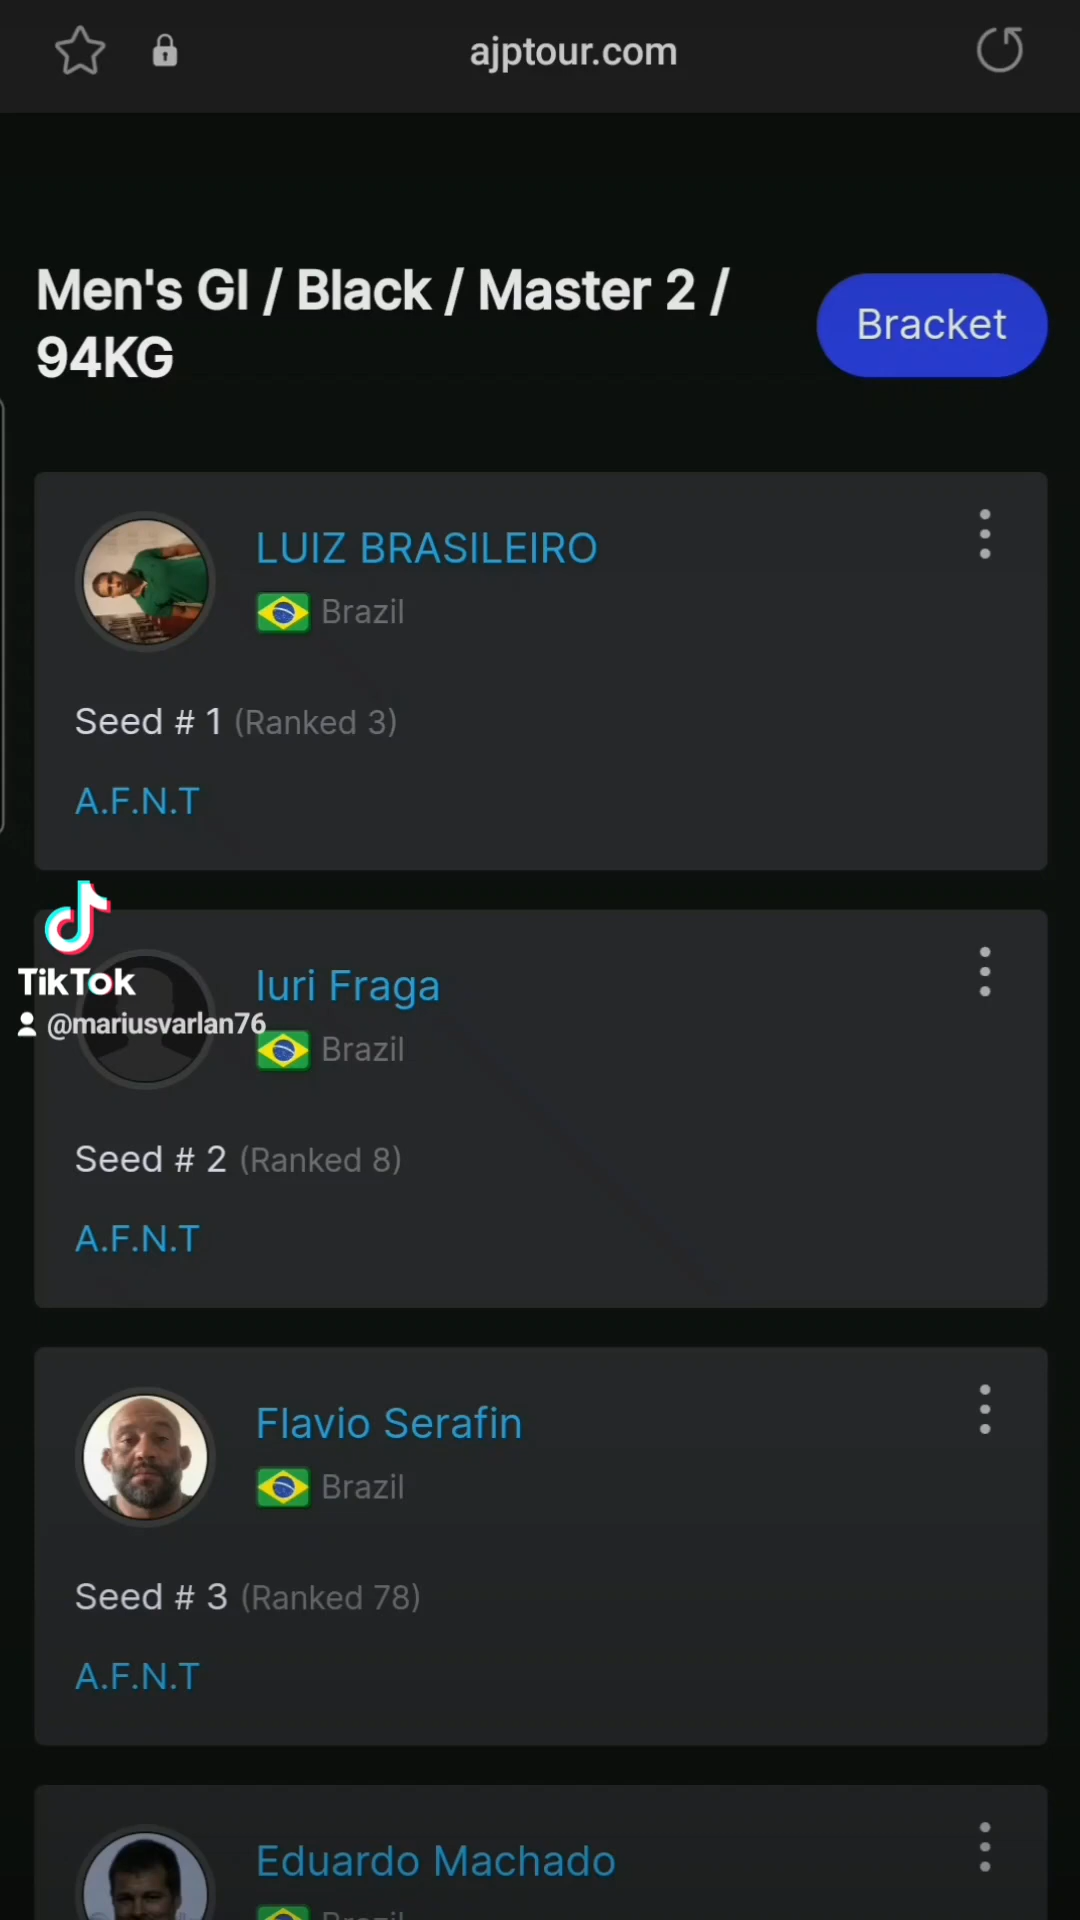 ajptour.com
Men's GI / Black / Master 2 /
94KG
Bracket
LUIZ BRASILEIRO
Brazil
Seed # 1 (Ranked 3)
A.F.N.T
TikTok
@mariusvarlan76
Iuri Fraga
Brazil
Seed # 2 (Ranked 8)
A.F.N.T
Flavio Serafin
Brazil
Seed # 3 (Ranked 78)
A.F.N.T
Eduardo Machado
Brazil